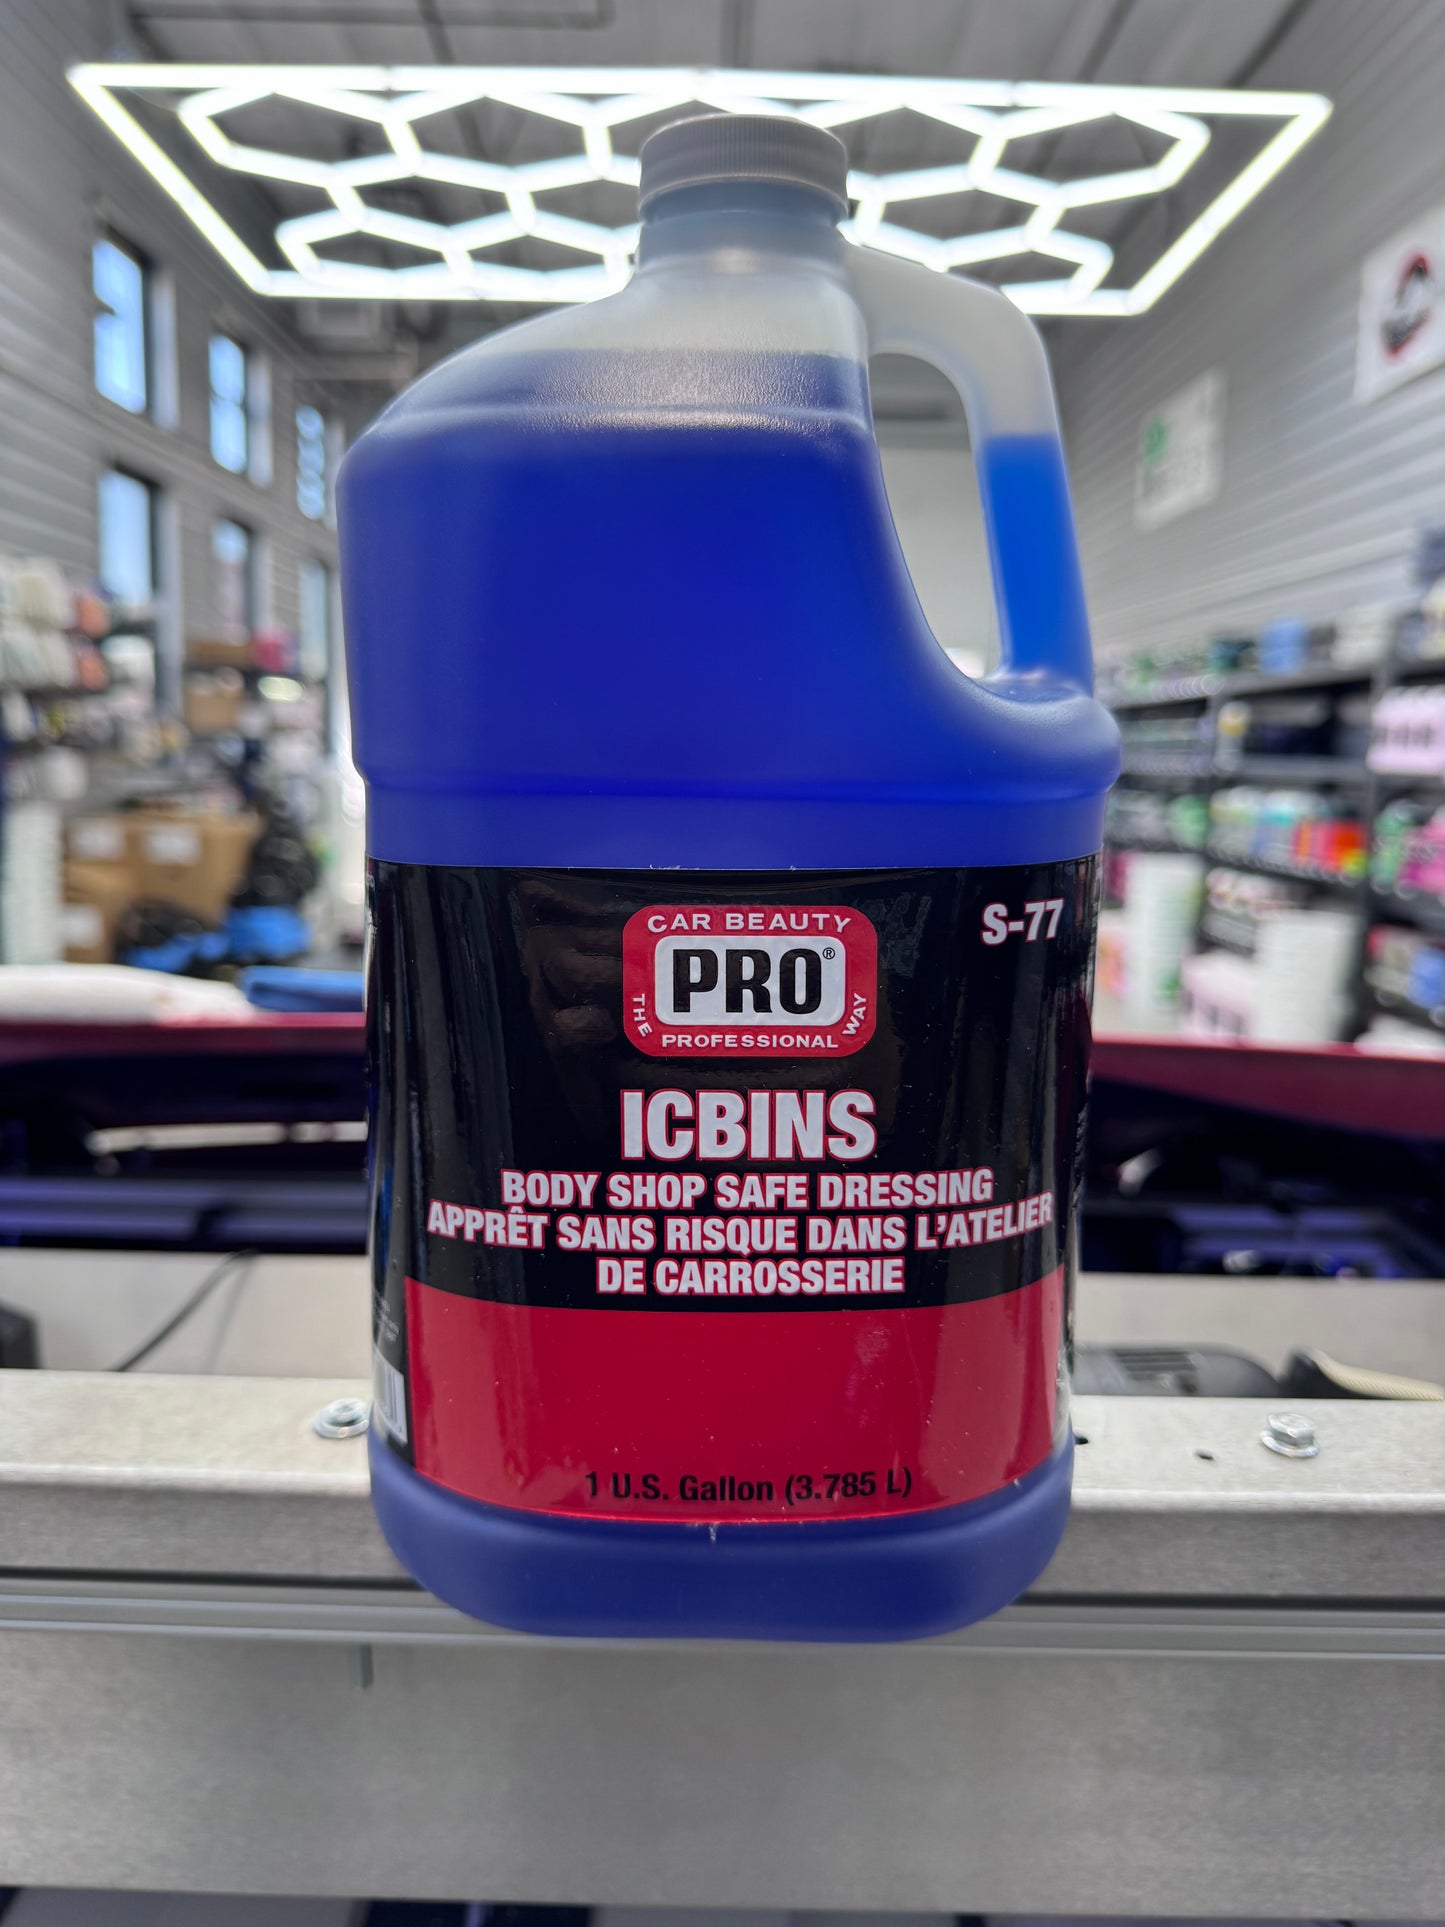 CAR BEAUTY
PRO®
THE PROFESSIONAL WAY
S-77
ICBINS
BODY SHOP SAFE DRESSING
APPRÊT SANS RISQUE DANS L'ATELIER
DE CARROSSERIE
1 U.S. Gallon (3.785 L)